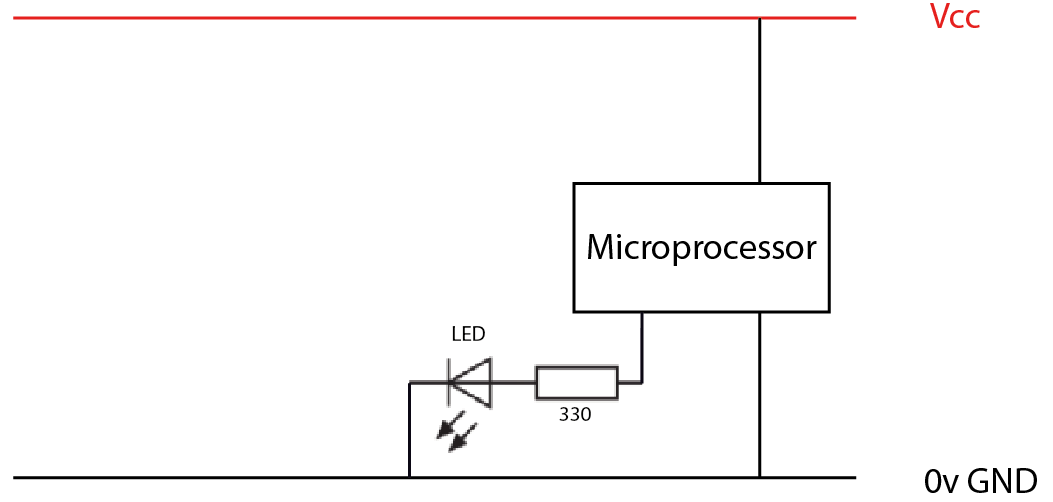 Vcc
Microprocessor
LED
330
0v GND